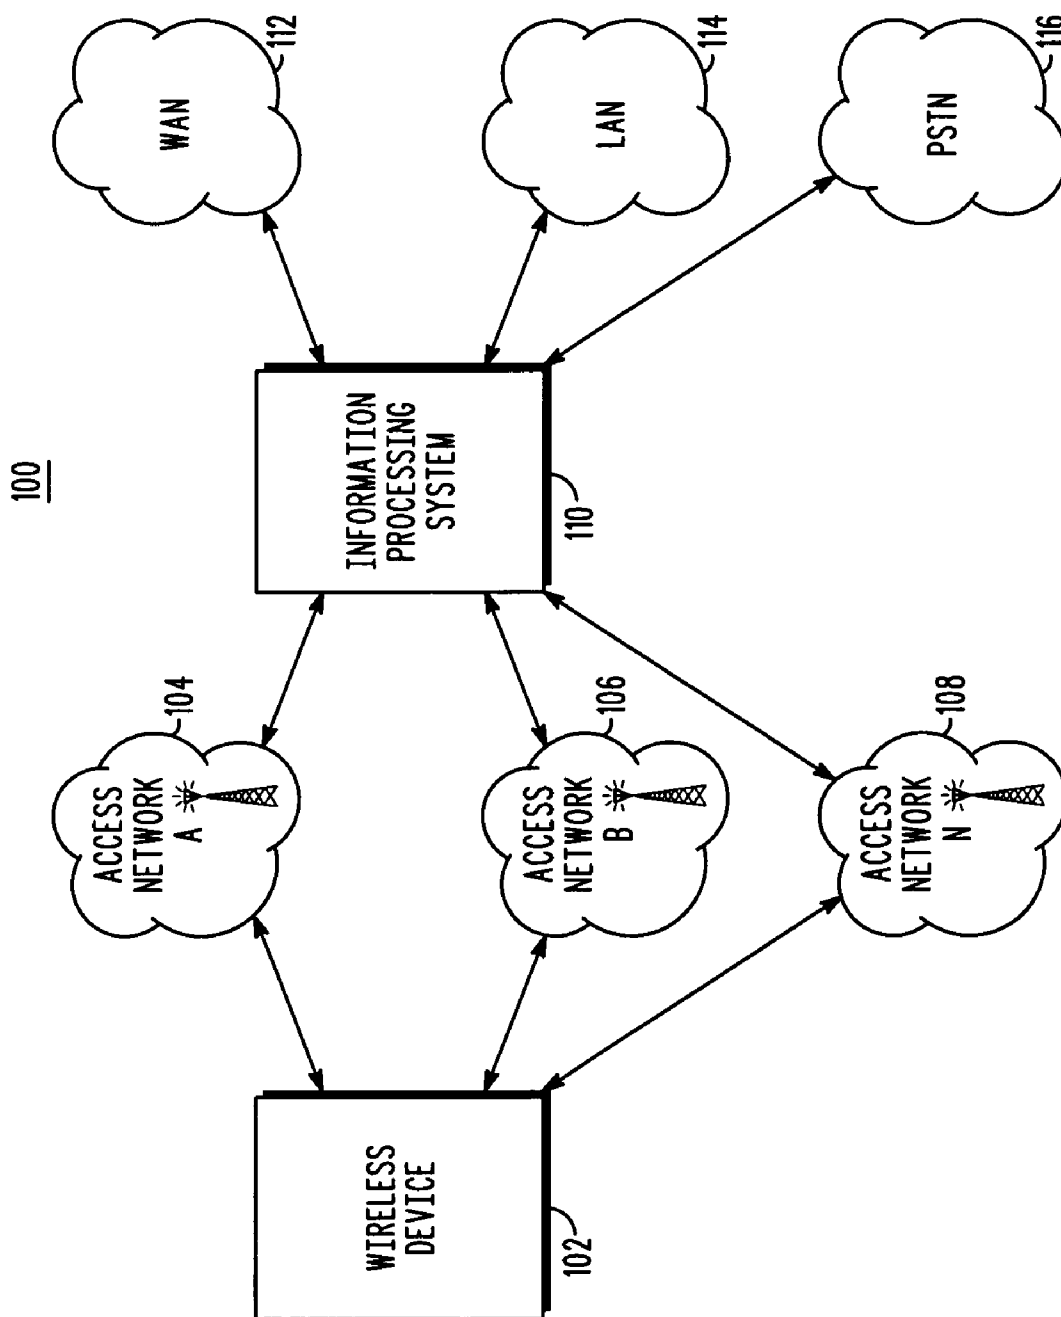 100
WIRELESS
DEVICE
102
ACCESS
NETWORK
A
104
ACCESS
NETWORK
B
106
ACCESS
NETWORK
N
108
INFORMATION
PROCESSING
SYSTEM
110
WAN
112
LAN
114
PSTN
116